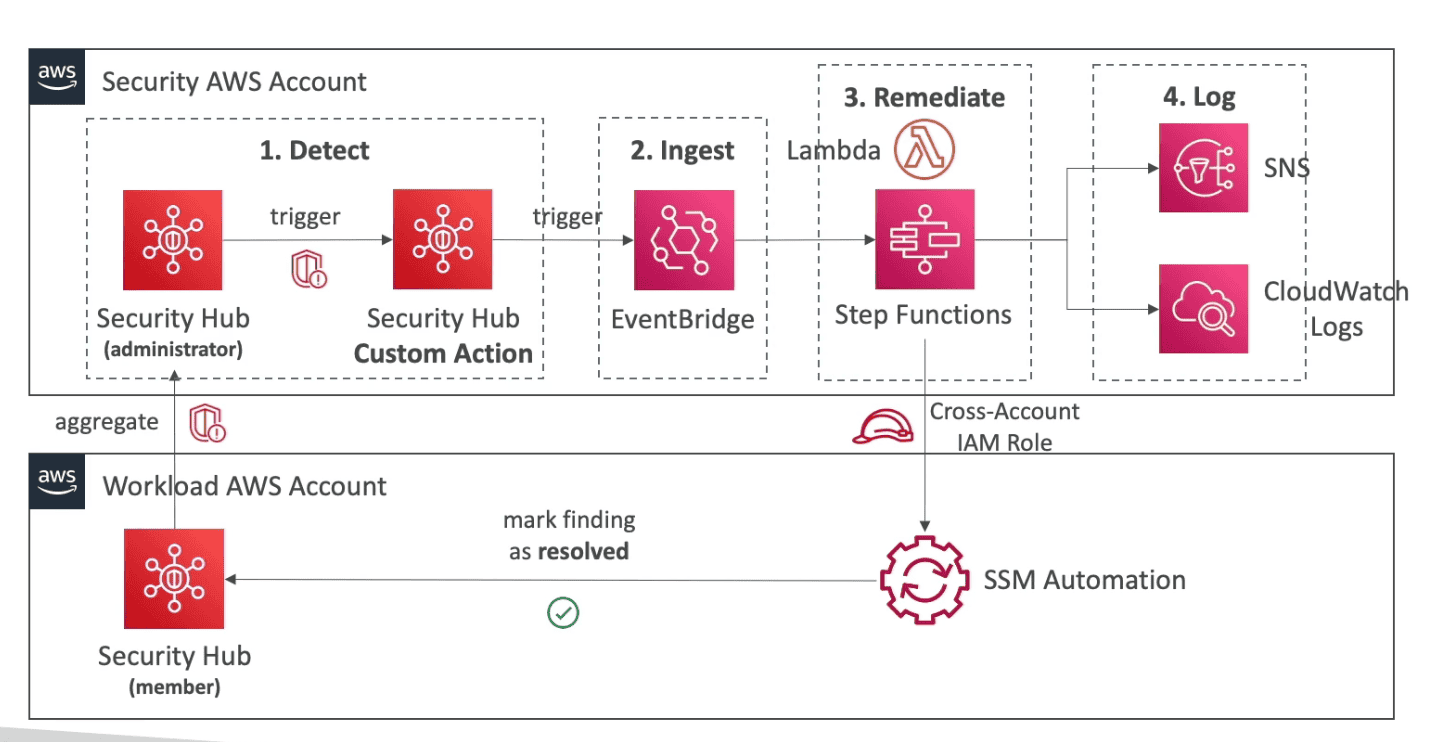 aws
Security AWS Account
1. Detect
2. Ingest
3. Remediate
4. Log
Lambda
SNS
trigger
trigger
Security Hub
(administrator)
Security Hub
Custom Action
EventBridge
Step Functions
CloudWatch
Logs
aggregate
Cross-Account
IAM Role
aws
Workload AWS Account
mark finding
as resolved
SSM Automation
Security Hub
(member)